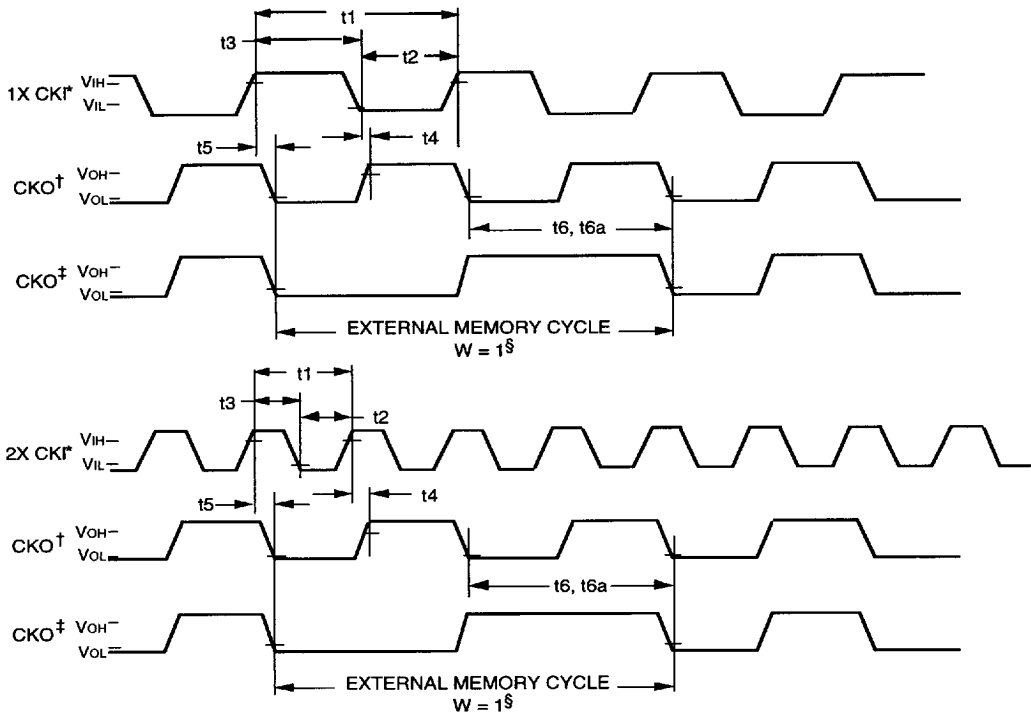 t1
t3
t2
1X CKI*
VIH
VIL
t5
t4
CKO†
VOH
VOL
t6, t6a
CKO‡
VOH
VOL
EXTERNAL MEMORY CYCLE
W = 1§
t1
t3
t2
2X CKI*
VIH
VIL
t5
t4
CKO†
VOH
VOL
t6, t6a
CKO‡
VOH
VOL
EXTERNAL MEMORY CYCLE
W = 1§